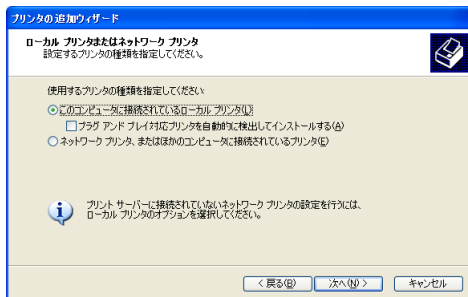 プリンタの追加ウィザード
ローカル プリンタまたはネットワーク プリンタ
設定するプリンタの種類を指定してください。
使用するプリンタの種類を指定してください
このコンピュータに接続されているローカル プリンタ(L)
プラグ アンド プレイ対応プリンタを自動的に検出してインストールする(A)
ネットワーク プリンタ、またはほかのコンピュータに接続されているプリンタ(E)
プリント サーバーに接続されていないネットワーク プリンタの設定を行うには、
ローカル プリンタのオプションを選択してください。
< 戻る(B) 次へ(N) > キャンセル